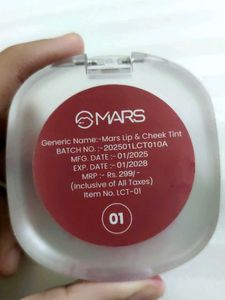 MARS
Generic Name:-Mars Lip & Cheek Tint
BATCH NO. :- 202501LCT010A
MFG. DATE :- 01/2025
EXP. DATE :- 01/2028
MRP :- Rs. 299/-
(Inclusive of All Taxes)
Item No. LCT-01
01